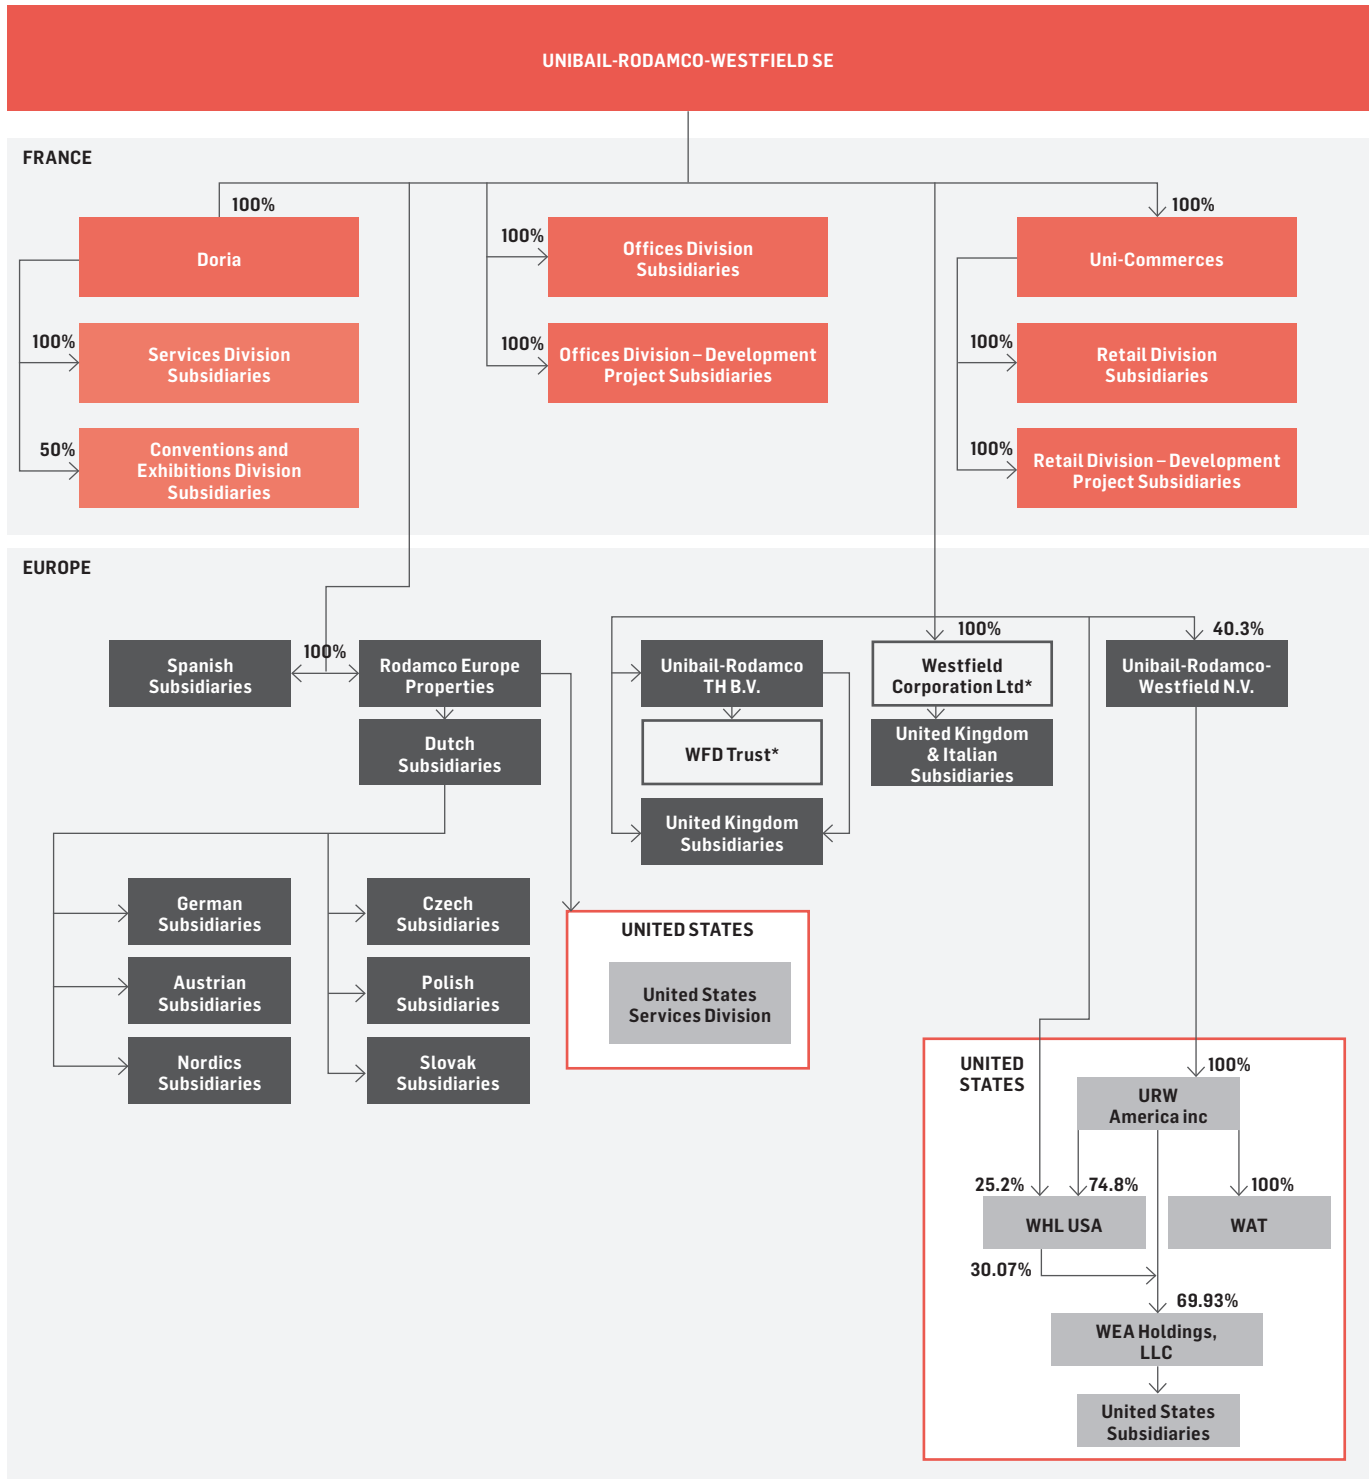 UNIBAIL-RODAMCO-WESTFIELD SE
FRANCE
100%
100%
Doria
100%
Offices Division
Subsidiaries
Uni-Commerces
100%
Services Division
Subsidiaries
100%
Offices Division – Development
Project Subsidiaries
100%
Retail Division
Subsidiaries
50%
Conventions and
Exhibitions Division
Subsidiaries
100%
Retail Division – Development
Project Subsidiaries
EUROPE
100%
40.3%
Spanish
Subsidiaries
100%
Rodamco Europe
Properties
Unibail-Rodamco
TH B.V.
Westfield
Corporation Ltd*
Unibail-Rodamco-
Westfield N.V.
Dutch
Subsidiaries
WFD Trust*
United Kingdom
& Italian
Subsidiaries
United Kingdom
Subsidiaries
German
Subsidiaries
Czech
Subsidiaries
UNITED STATES
Austrian
Subsidiaries
Polish
Subsidiaries
United States
Services Division
Nordics
Subsidiaries
Slovak
Subsidiaries
UNITED
STATES
100%
URW
America inc
25.2%
74.8%
100%
WHL USA
WAT
30.07%
69.93%
WEA Holdings,
LLC
United States
Subsidiaries